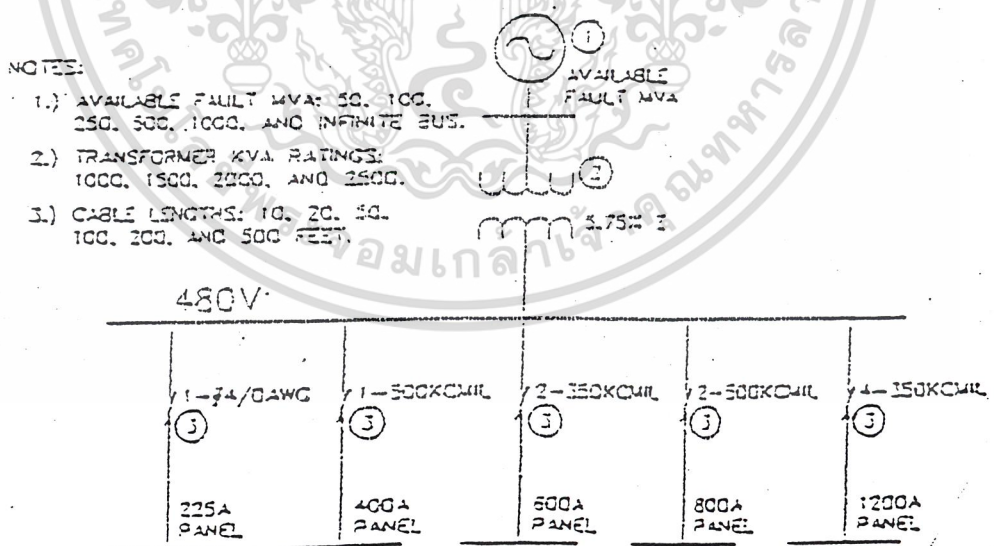 NOTES:
1.) AVAILABLE FAULT MVA: 50, 100,
250, 500, 1000, AND INFINITE BUS.
2.) TRANSFORMER KVA RATINGS:
1000, 1500, 2000, AND 2500.
3.) CABLE LENGTHS: 10, 20, 50,
100, 200, AND 500 FEET.
1
AVAILABLE
FAULT MVA
2
5.75% Z
480V
1-#4/0AWG
1-500KCMIL
2-350KCMIL
2-500KCMIL
4-350KCMIL
3
3
3
3
3
225A
PANEL
400A
PANEL
600A
PANEL
800A
PANEL
1200A
PANEL